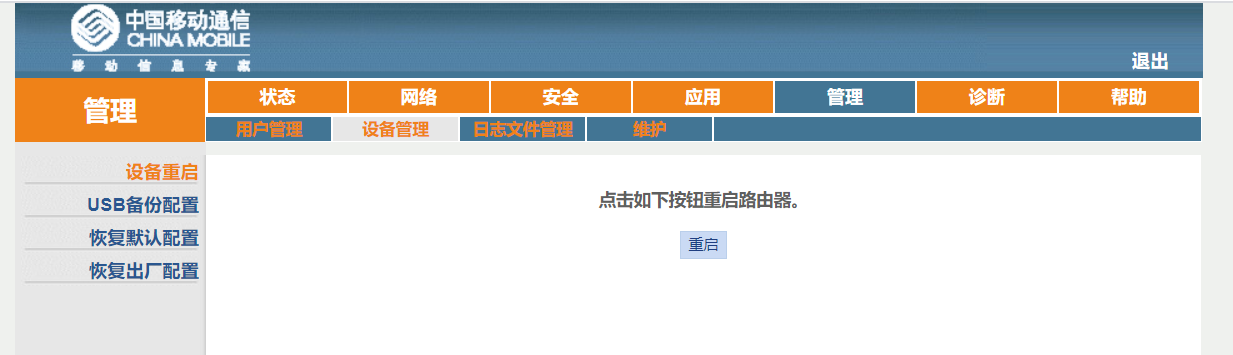 中国移动通信
CHINA MOBILE
移动信息专家
退出
管理
状态 网络 安全 应用 管理 诊断 帮助
用户管理 设备管理 日志文件管理 维护
设备重启
USB备份配置
恢复默认配置
恢复出厂配置
点击如下按钮重启路由器。
重启